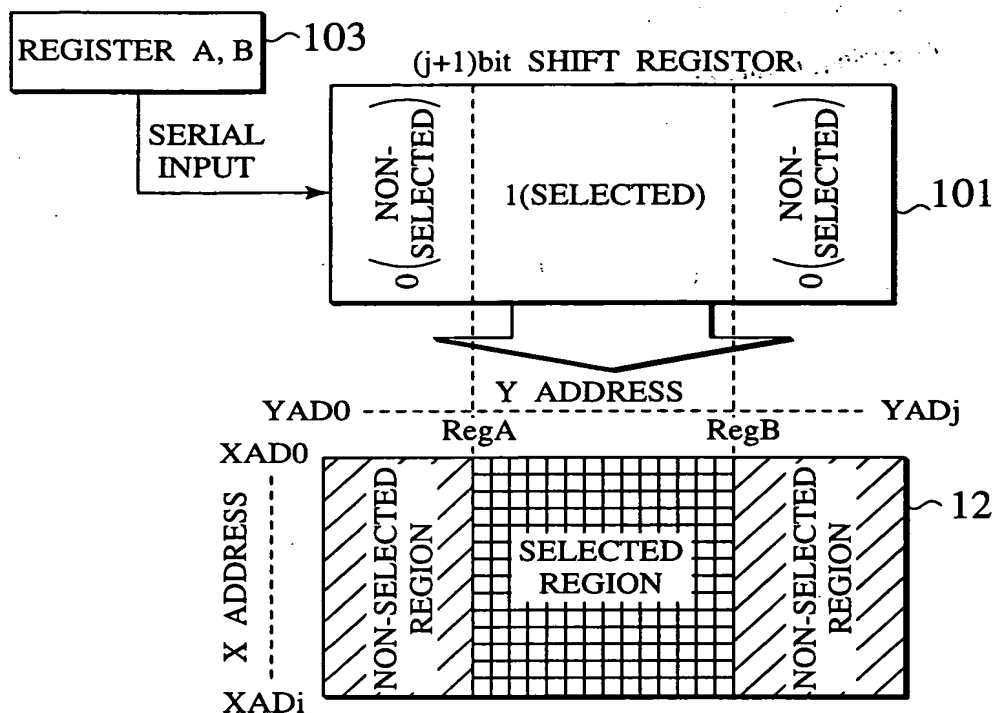 REGISTER A, B
103
(j+1)bit SHIFT REGISTOR
SERIAL
INPUT
0(NON-
SELECTED)
1(SELECTED)
0(NON-
SELECTED)
101
Y ADDRESS
YAD0
YADj
RegA
RegB
XAD0
X ADDRESS
XADi
NON-SELECTED
REGION
SELECTED
REGION
NON-SELECTED
REGION
12